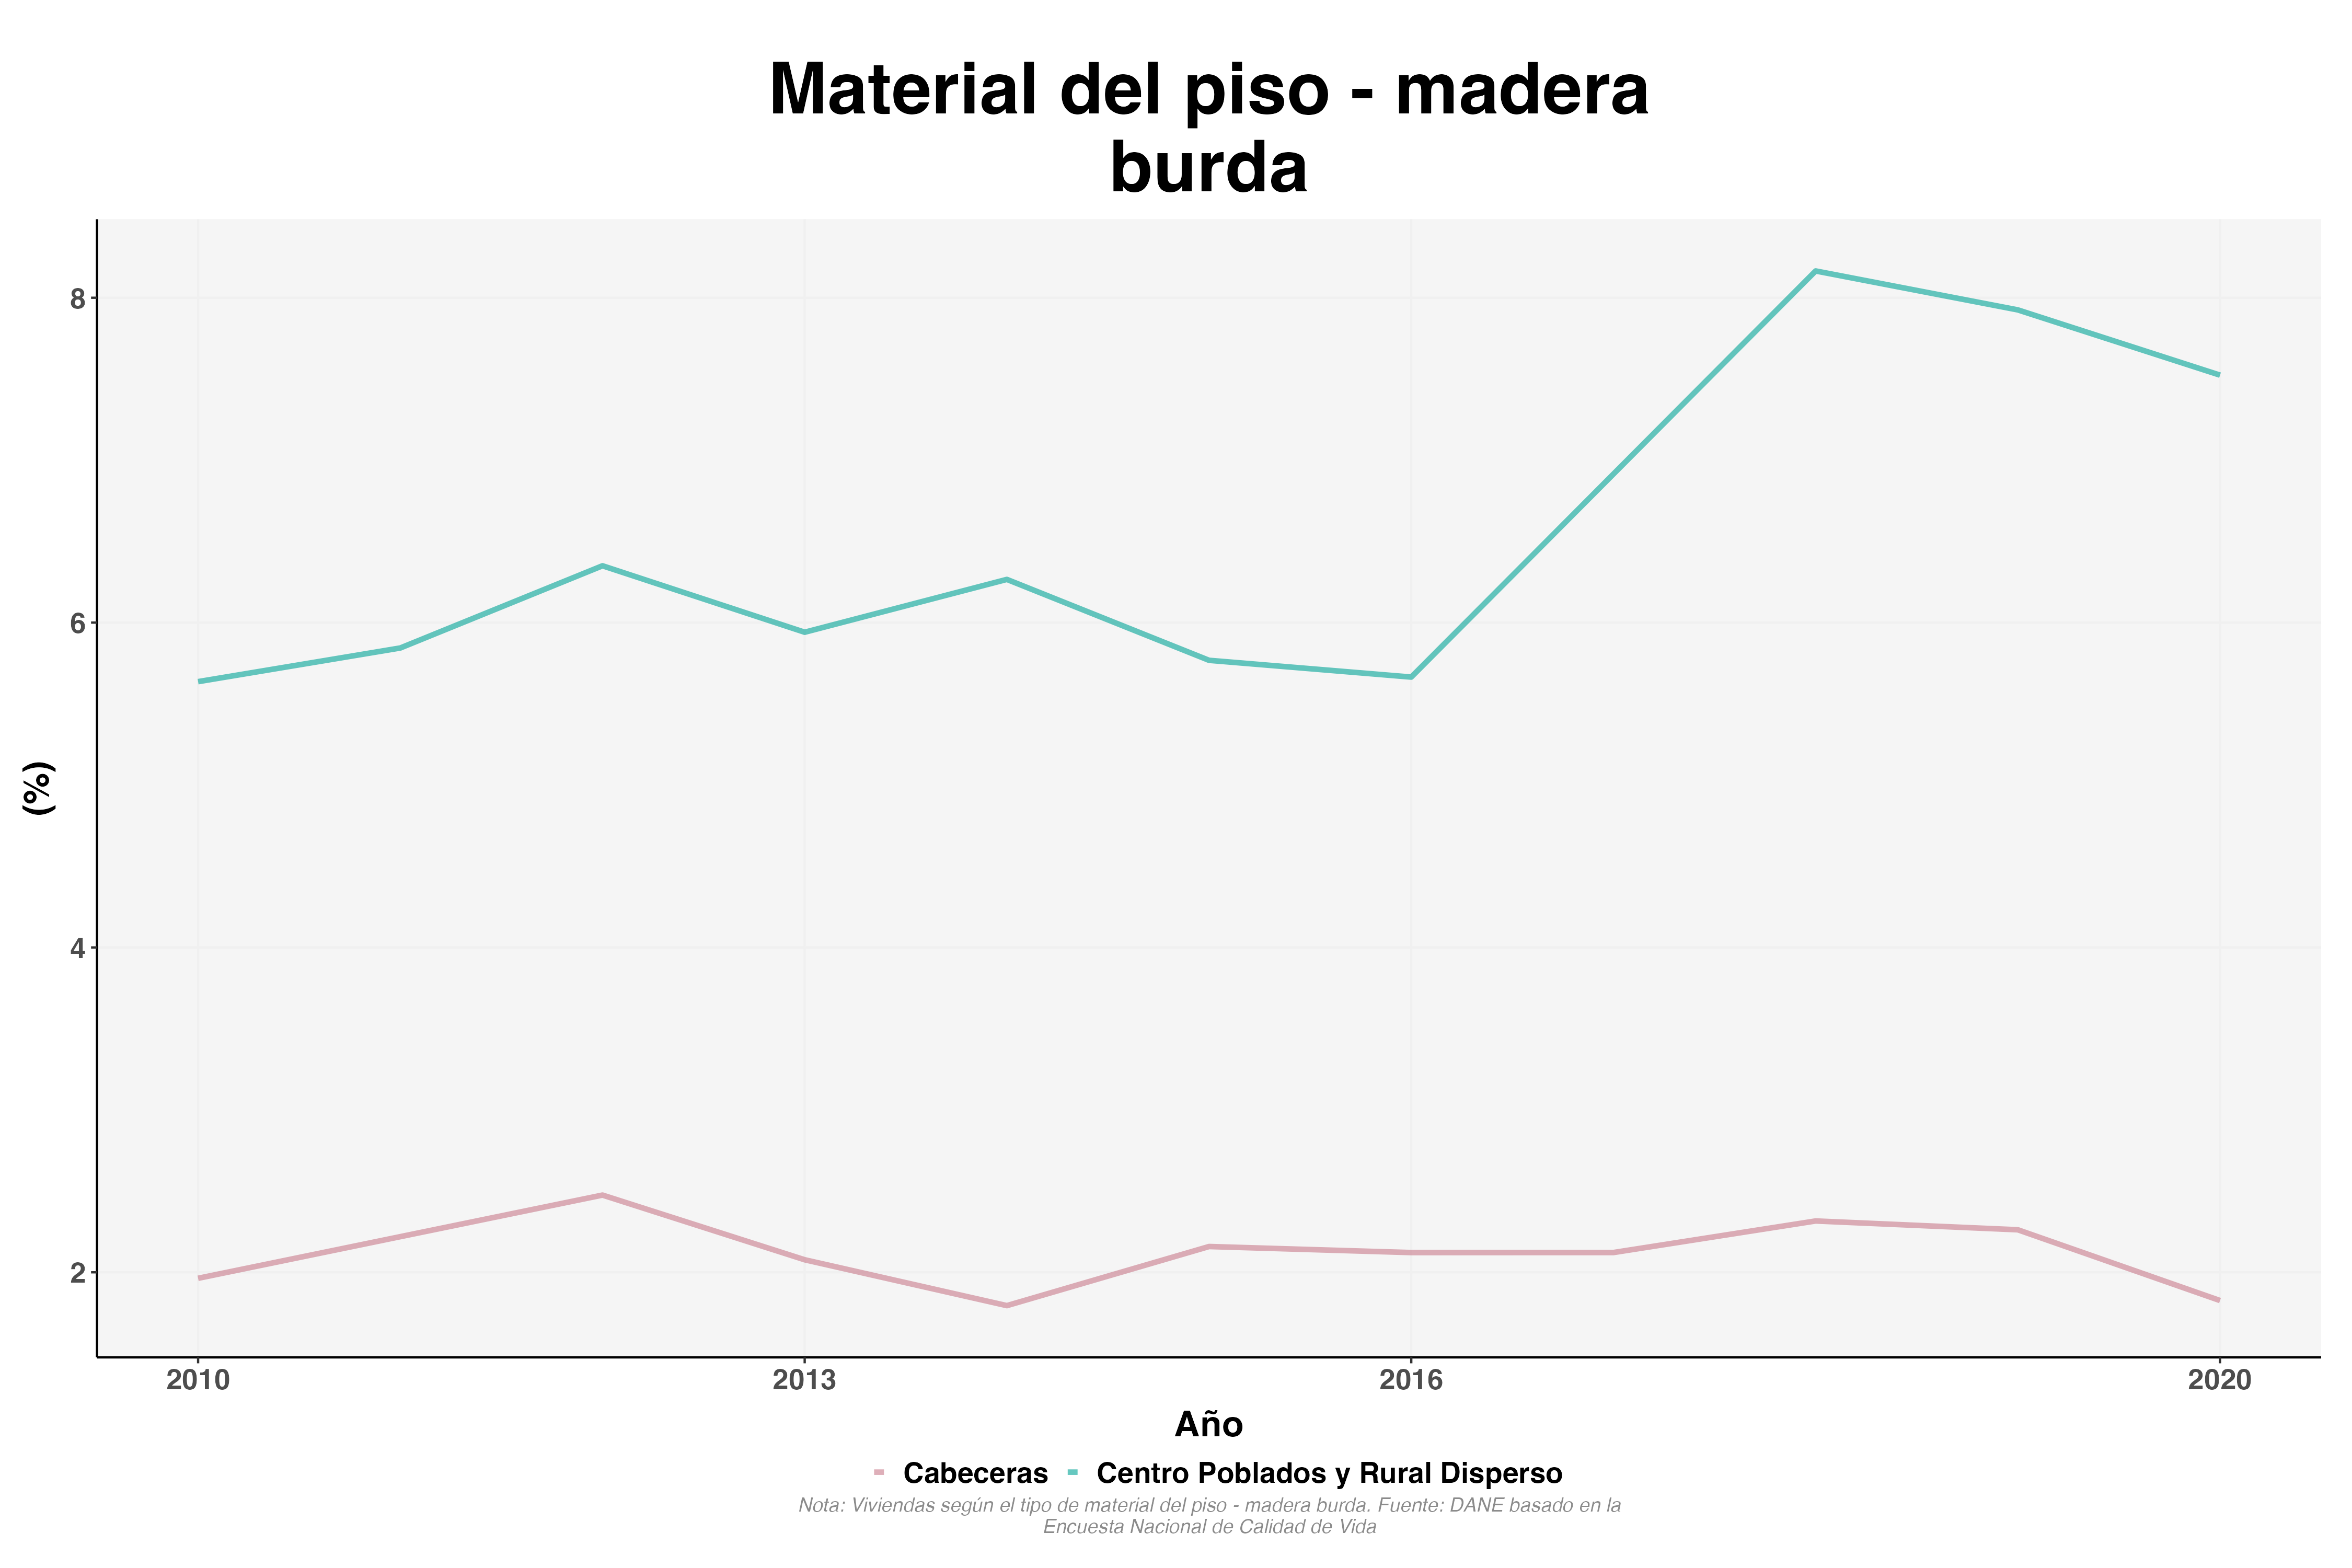 Material del piso - madera
burda
8
6
4
2
(%)
2010 2013 2016 2020
Año
Cabeceras Centro Poblados y Rural Disperso
Nota: Viviendas según el tipo de material del piso - madera burda. Fuente: DANE basado en la
Encuesta Nacional de Calidad de Vida